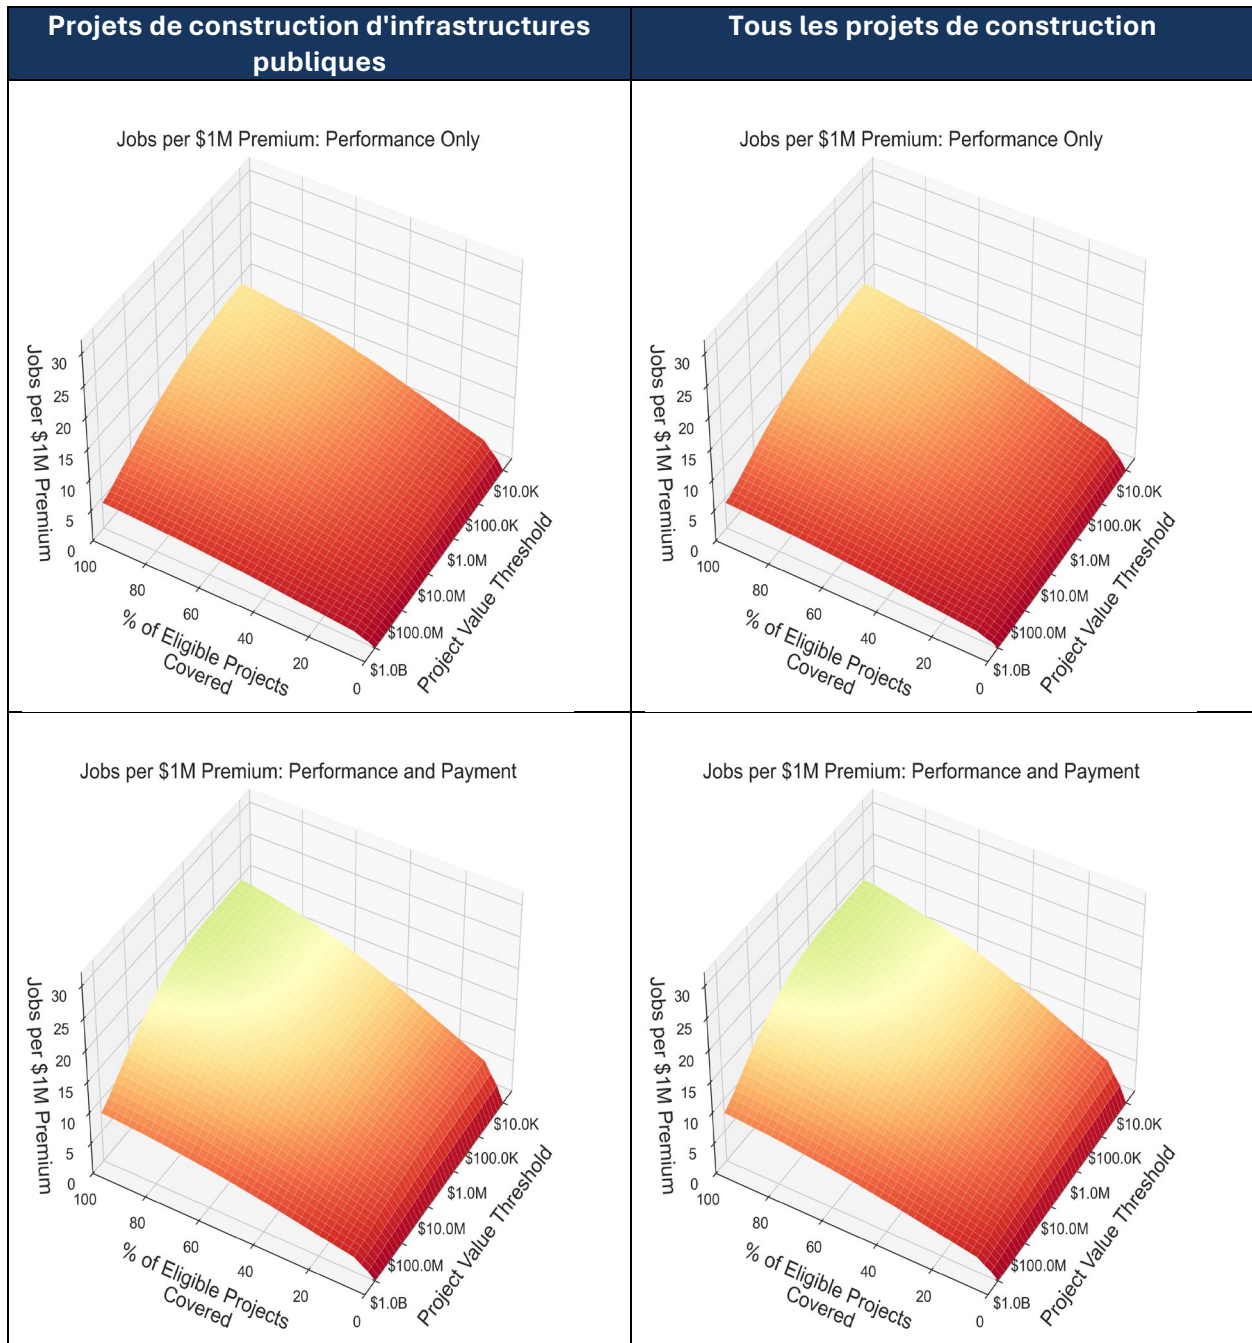 Projets de construction d'infrastructures
publiques
Tous les projets de construction
Jobs per $1M Premium: Performance Only
Jobs per $1M Premium
30
25
20
15
10
5
0
100
80
60
40
20
0
% of Eligible Projects
Covered
$10.0K
$100.0K
$1.0M
$10.0M
$100.0M
$1.0B
Project Value Threshold
Jobs per $1M Premium: Performance Only
Jobs per $1M Premium
30
25
20
15
10
5
0
100
80
60
40
20
0
% of Eligible Projects
Covered
$10.0K
$100.0K
$1.0M
$10.0M
$100.0M
$1.0B
Project Value Threshold
Jobs per $1M Premium: Performance and Payment
Jobs per $1M Premium
30
25
20
15
10
5
0
100
80
60
40
20
0
% of Eligible Projects
Covered
$10.0K
$100.0K
$1.0M
$10.0M
$100.0M
$1.0B
Project Value Threshold
Jobs per $1M Premium: Performance and Payment
Jobs per $1M Premium
30
25
20
15
10
5
0
100
80
60
40
20
0
% of Eligible Projects
Covered
$10.0K
$100.0K
$1.0M
$10.0M
$100.0M
$1.0B
Project Value Threshold